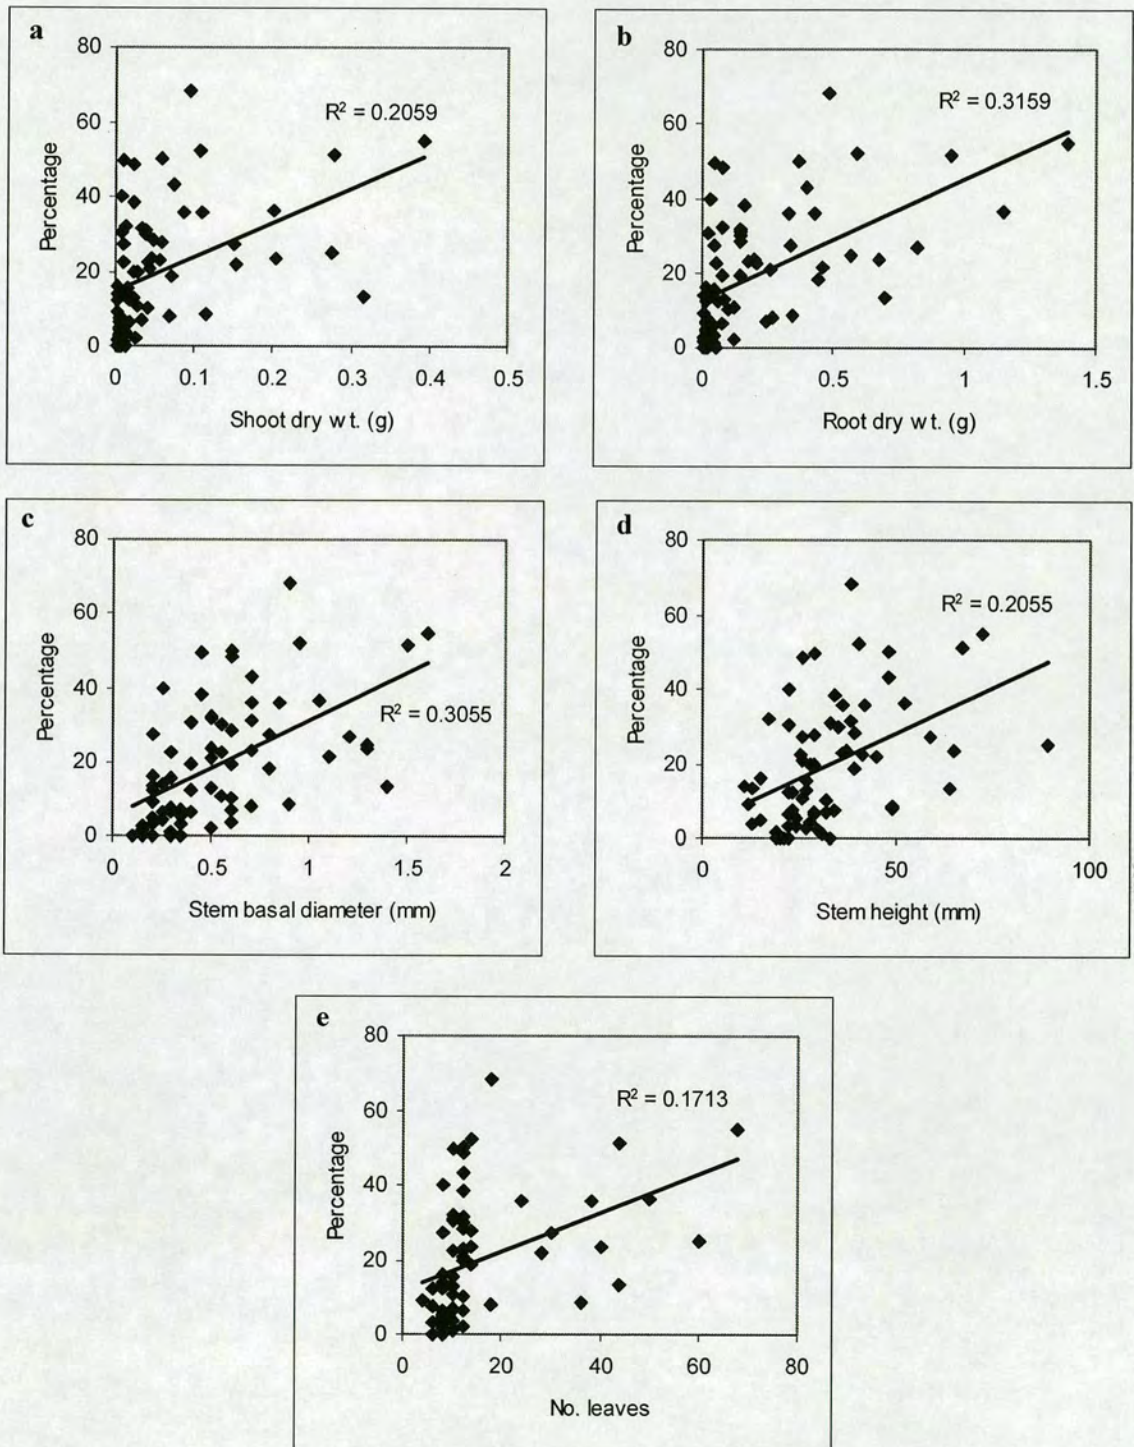 a
80
60
40
20
0
Percentage
R² = 0.2059
0 0.1 0.2 0.3 0.4 0.5
Shoot dry wt. (g)
b
80
60
40
20
0
Percentage
R² = 0.3159
0 0.5 1 1.5
Root dry wt. (g)
c
80
60
40
20
0
Percentage
R² = 0.3055
0 0.5 1 1.5 2
Stem basal diameter (mm)
d
80
60
40
20
0
Percentage
R² = 0.2055
0 50 100
Stem height (mm)
e
80
60
40
20
0
Percentage
R² = 0.1713
0 20 40 60 80
No. leaves